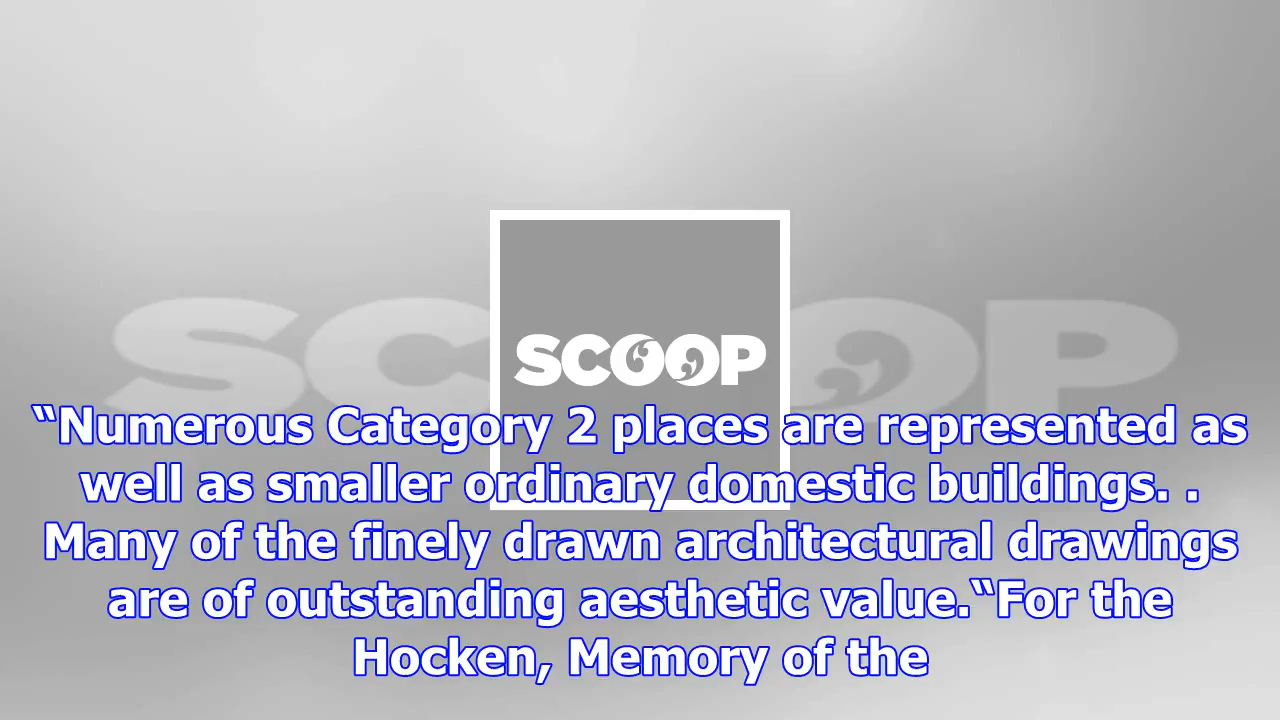 SCOOP
SCOOP
“Numerous Category 2 places are represented as
well as smaller ordinary domestic buildings. .
Many of the finely drawn architectural drawings
are of outstanding aesthetic value.“For the
Hocken, Memory of the